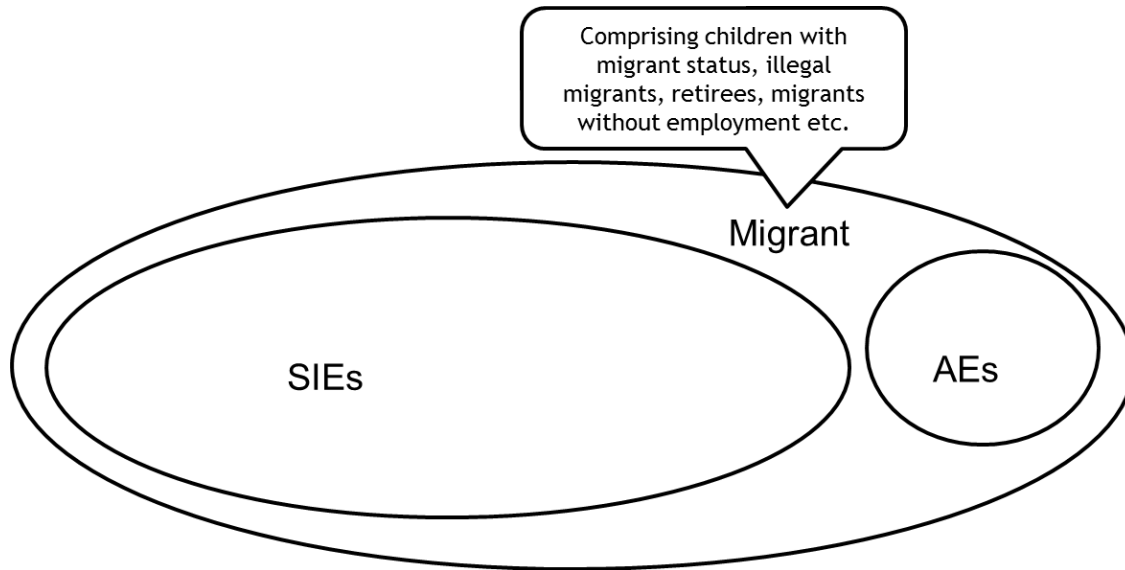 Comprising children with
migrant status, illegal
migrants, retirees, migrants
without employment etc.
Migrant
SIEs
AEs